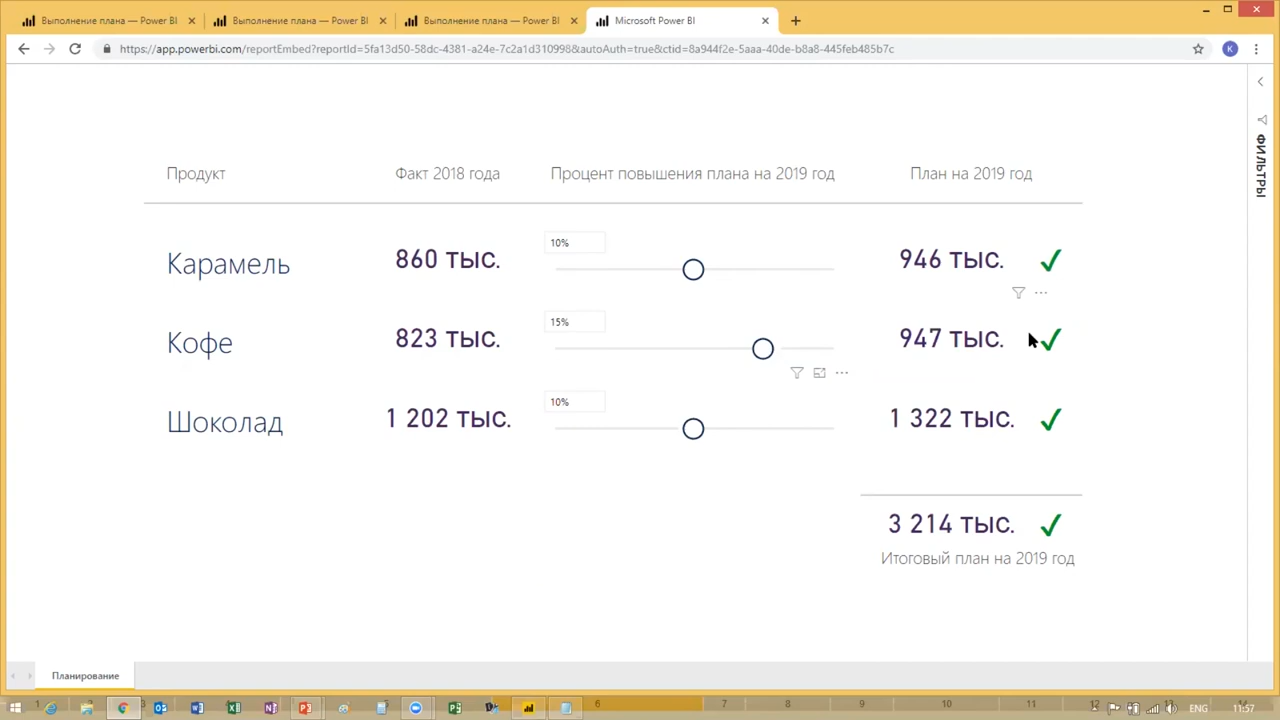 Выполнение плана — Power BI
Выполнение плана — Power BI
Выполнение плана — Power BI
Microsoft Power BI
https://app.powerbi.com/reportEmbed?reportId=5fa13d50-58dc-4381-a24e-7c2a1d310998&autoAuth=true&ctid=8a944f2e-5aaa-40de-b8a8-445feb485b7c
K
ФИЛЬТРЫ
Продукт Факт 2018 года Процент повышения плана на 2019 год План на 2019 год
10%
Карамель 860 тыс. 946 тыс.
15%
Кофе 823 тыс. 947 тыс.
10%
Шоколад 1 202 тыс. 1 322 тыс.
3 214 тыс.
Итоговый план на 2019 год
Планирование
ENG 11:57